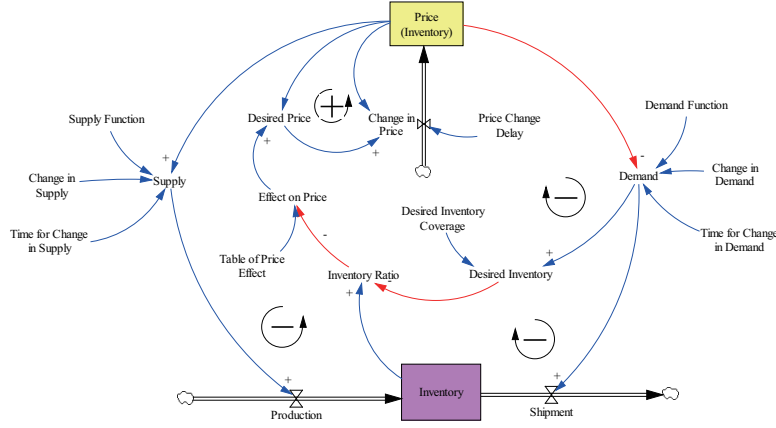 Price
(Inventory)
Supply Function
Desired Price
+
Change in
Price
+
+
Price Change
Delay
Demand Function
+
Change in
Supply
Supply
-
Demand
Change in
Demand
Time for Change
in Supply
Effect on Price
-
Desired Inventory
Coverage
+
Time for Change
in Demand
Table of Price
Effect
Inventory Ratio
-
+
Desired Inventory
+
Production
Inventory
+
Shipment